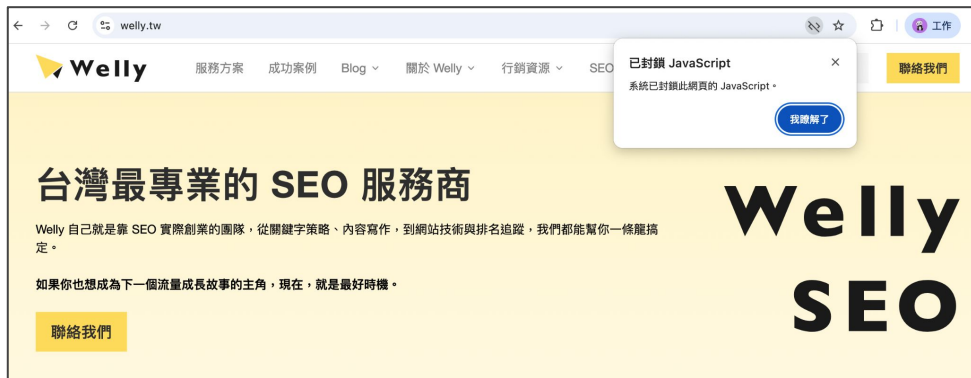 welly.tw
工作
Welly
服務方案
成功案例
Blog
關於 Welly
行銷資源
SEO
聯絡我們
已封鎖 JavaScript
系統已封鎖此網頁的 JavaScript。
我瞭解了
台灣最專業的 SEO 服務商
Welly 自己就是靠 SEO 實際創業的團隊，從關鍵字策略、內容寫作，到網站技術與排名追蹤，我們都能幫你一條龍搞
定。
如果你也想成為下一個流量成長故事的主角，現在，就是最好時機。
聯絡我們
Welly
SEO